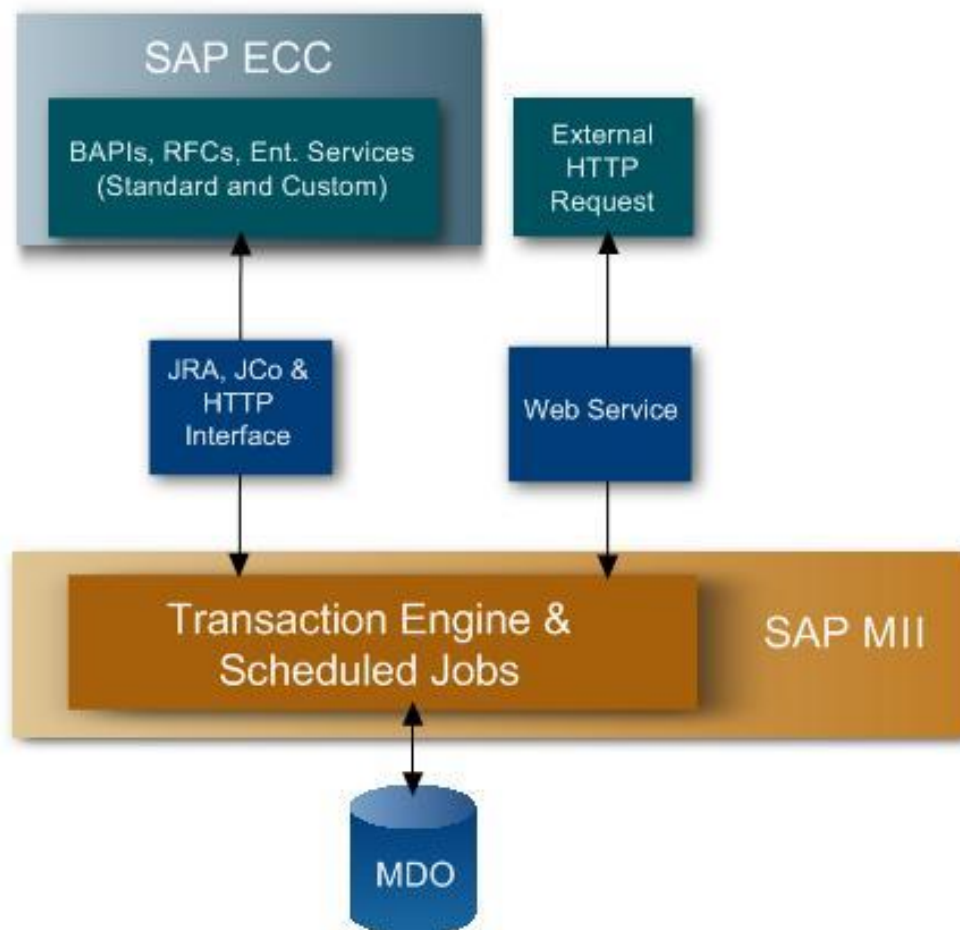 SAP ECC
BAPIs, RFCs, Ent. Services
(Standard and Custom)
External
HTTP
Request
JRA, JCo &
HTTP
Interface
Web Service
Transaction Engine &
Scheduled Jobs
SAP MII
MDO